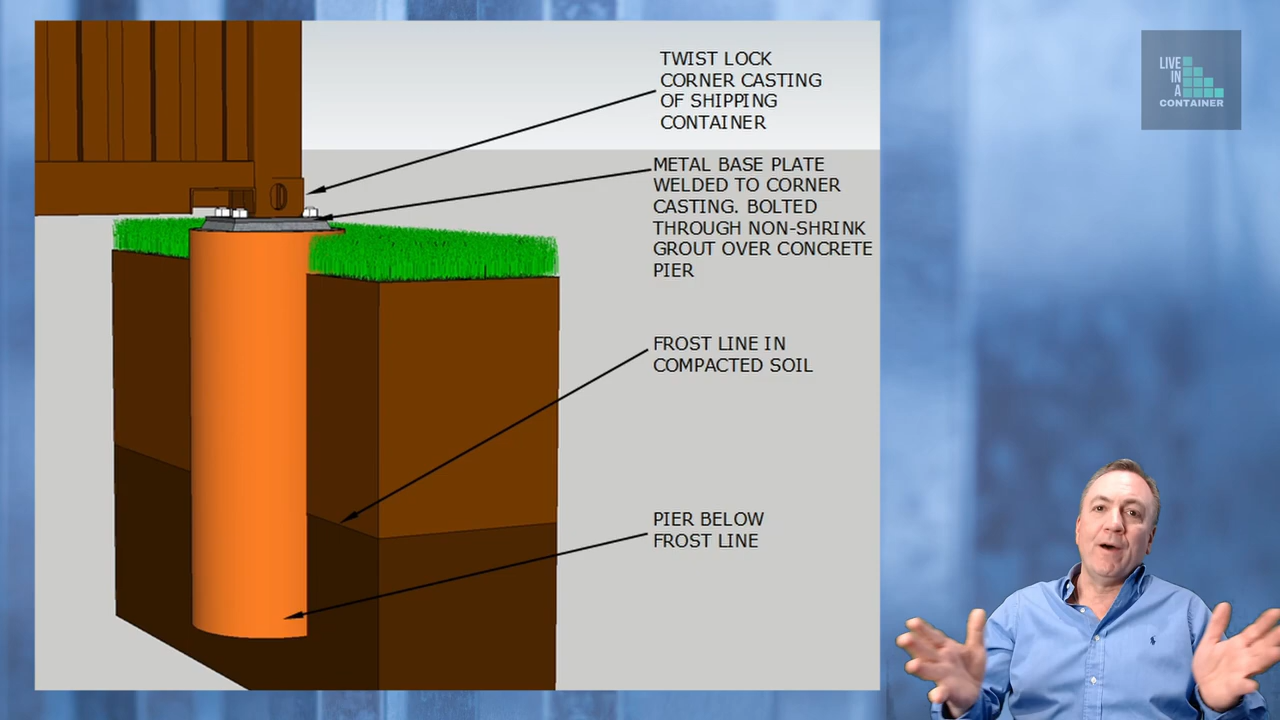 TWIST LOCK
CORNER CASTING
OF SHIPPING
CONTAINER
METAL BASE PLATE
WELDED TO CORNER
CASTING. BOLTED
THROUGH NON-SHRINK
GROUT OVER CONCRETE
PIER
FROST LINE IN
COMPACTED SOIL
PIER BELOW
FROST LINE
LIVE
IN
A
CONTAINER